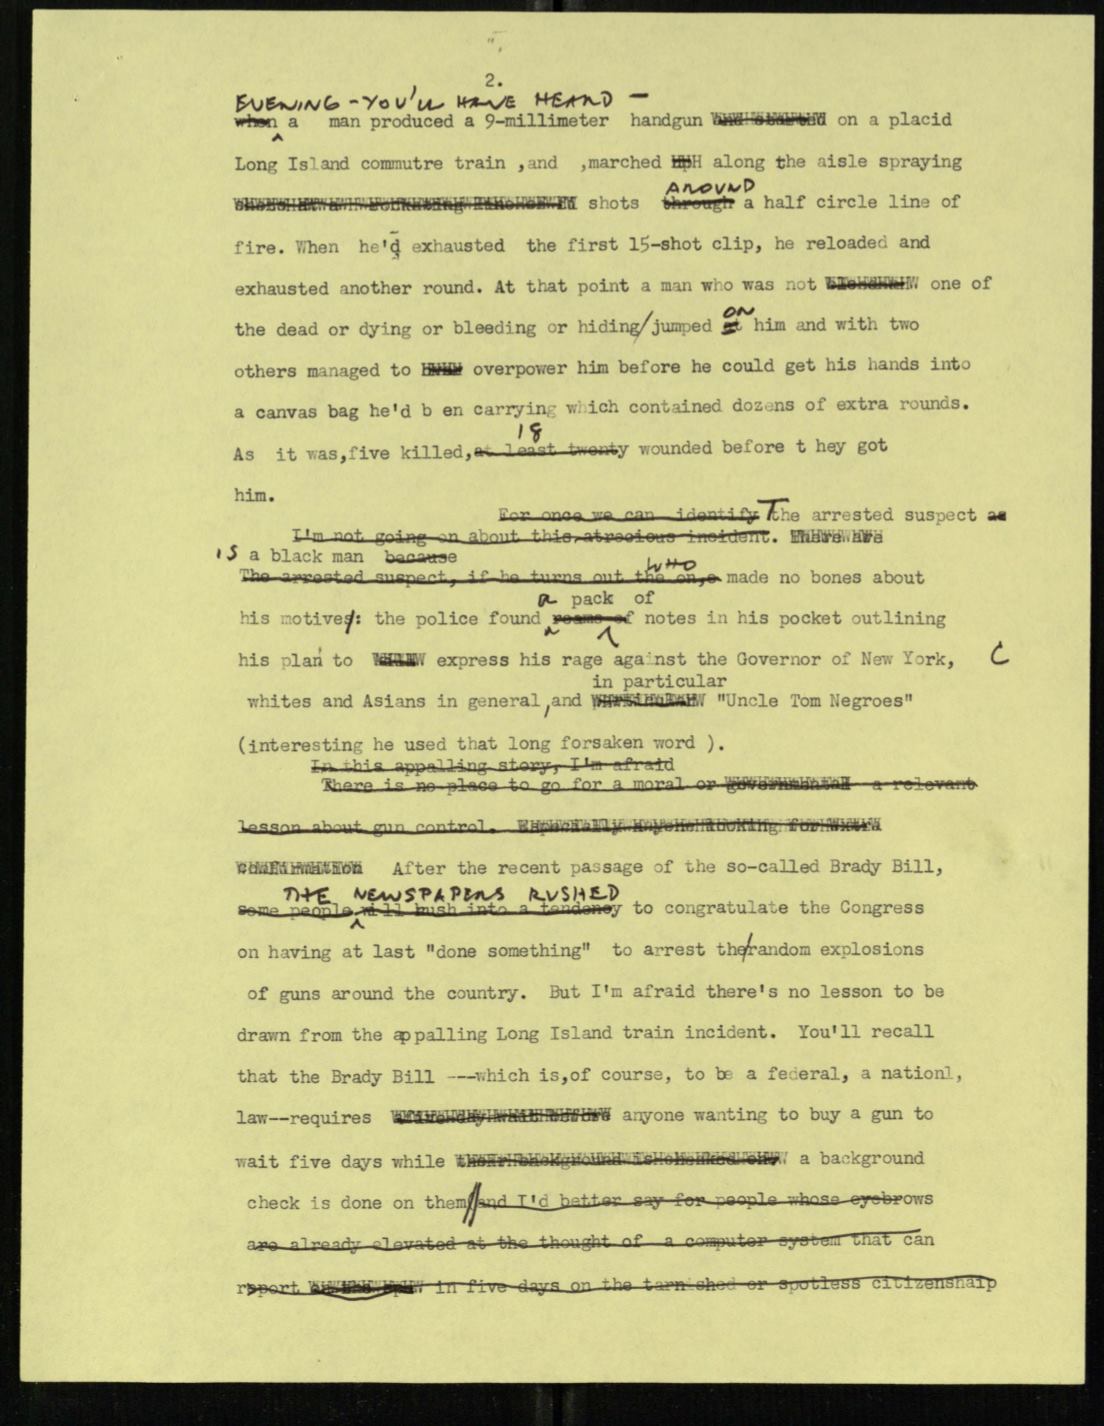 2.
EVENING - YOU'LL HAVE HEARD -
when a man produced a 9-millimeter handgun on a placid
Long Island commutre train ,and ,marched along the aisle spraying
AROUND
shots through a half circle line of
fire. When he'd exhausted the first 15-shot clip, he reloaded and
exhausted another round. At that point a man who was not one of
ON
the dead or dying or bleeding or hiding/jumped at him and with two
others managed to overpower him before he could get his hands into
a canvas bag he'd b en carrying which contained dozens of extra rounds.
18
As it was,five killed,at least twenty wounded before t hey got
him.
For once we can identify The arrested suspect as
I'm not going on about this atrocious incident. There are
IS a black man because
WHO
The arrested suspect, if he turns out the on,e made no bones about
a pack of
his motives: the police found reams of notes in his pocket outlining
his plan to express his rage against the Governor of New York, C
in particular
whites and Asians in general,and "Uncle Tom Negroes"
(interesting he used that long forsaken word ).
In this appalling story, I'm afraid
There is no place to go for a moral or governmental a relevant
lesson about gun control. Especially maybe looking for
confirmation After the recent passage of the so-called Brady Bill,
THE NEWSPAPERS RUSHED
some people will hush into a tendency to congratulate the Congress
on having at last "done something" to arrest the/random explosions
of guns around the country. But I'm afraid there's no lesson to be
drawn from the appalling Long Island train incident. You'll recall
that the Brady Bill ---which is,of course, to be a federal, a nationl,
law--requires anyone wanting to buy a gun to
wait five days while a background
check is done on them//and I'd better say for people whose eyebrows
are already elevated at the thought of a computer system that can
report in five days on the tarnished or spotless citizenshaip